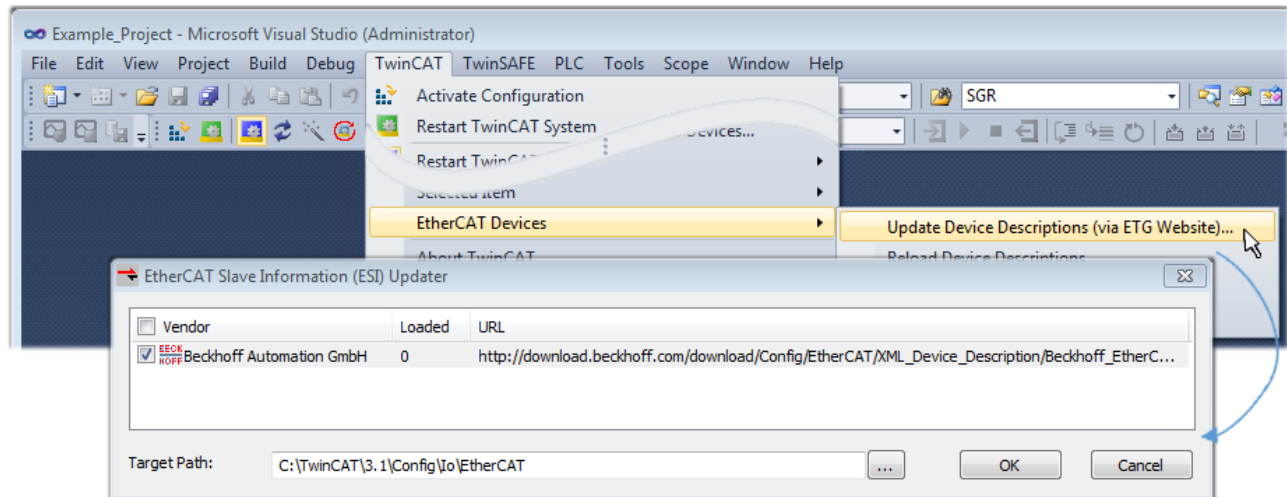 Example_Project - Microsoft Visual Studio (Administrator)
File Edit View Project Build Debug TwinCAT TwinSAFE PLC Tools Scope Window Help
Activate Configuration
SGR
Restart TwinCAT System
Devices...
Restart TwinCAT
Selected Item
EtherCAT Devices
Update Device Descriptions (via ETG Website)...
About TwinCAT
Reload Device Descriptions
EtherCAT Slave Information (ESI) Updater
Vendor Loaded URL
BECKHOFF Beckhoff Automation GmbH 0 http://download.beckhoff.com/download/Config/EtherCAT/XML_Device_Description/Beckhoff_EtherC...
Target Path: C:\TwinCAT\3.1\Config\Io\EtherCAT ... OK Cancel